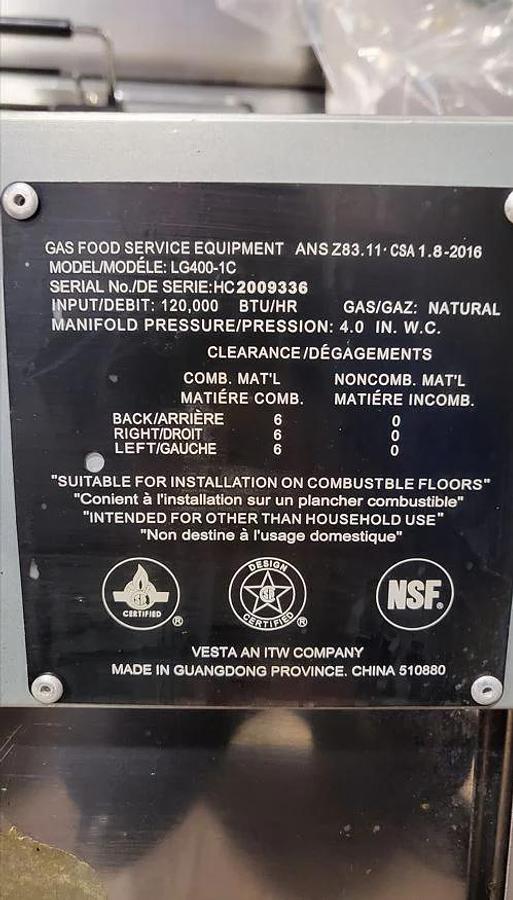 GAS FOOD SERVICE EQUIPMENT ANS Z83.11· CSA 1.8-2016
MODEL/MODÉLE: LG400-1C
SERIAL No./DE SERIE:HC2009336
INPUT/DEBIT: 120,000 BTU/HR GAS/GAZ: NATURAL
MANIFOLD PRESSURE/PRESSION: 4.0 IN. W.C.
CLEARANCE/DÉGAGEMENTS
COMB. MAT'L NONCOMB. MAT'L
MATIÉRE COMB. MATIÉRE INCOMB.
BACK/ARRIÈRE 6 0
RIGHT/DROIT 6 0
LEFT/GAUCHE 6 0
"SUITABLE FOR INSTALLATION ON COMBUSTBLE FLOORS"
"Conient à l'installation sur un plancher combustible"
"INTENDED FOR OTHER THAN HOUSEHOLD USE"
"Non destine à l'usage domestique"
CERTIFIED ®
DESIGN CERTIFIED ®
NSF®
VESTA AN ITW COMPANY
MADE IN GUANGDONG PROVINCE. CHINA 510880